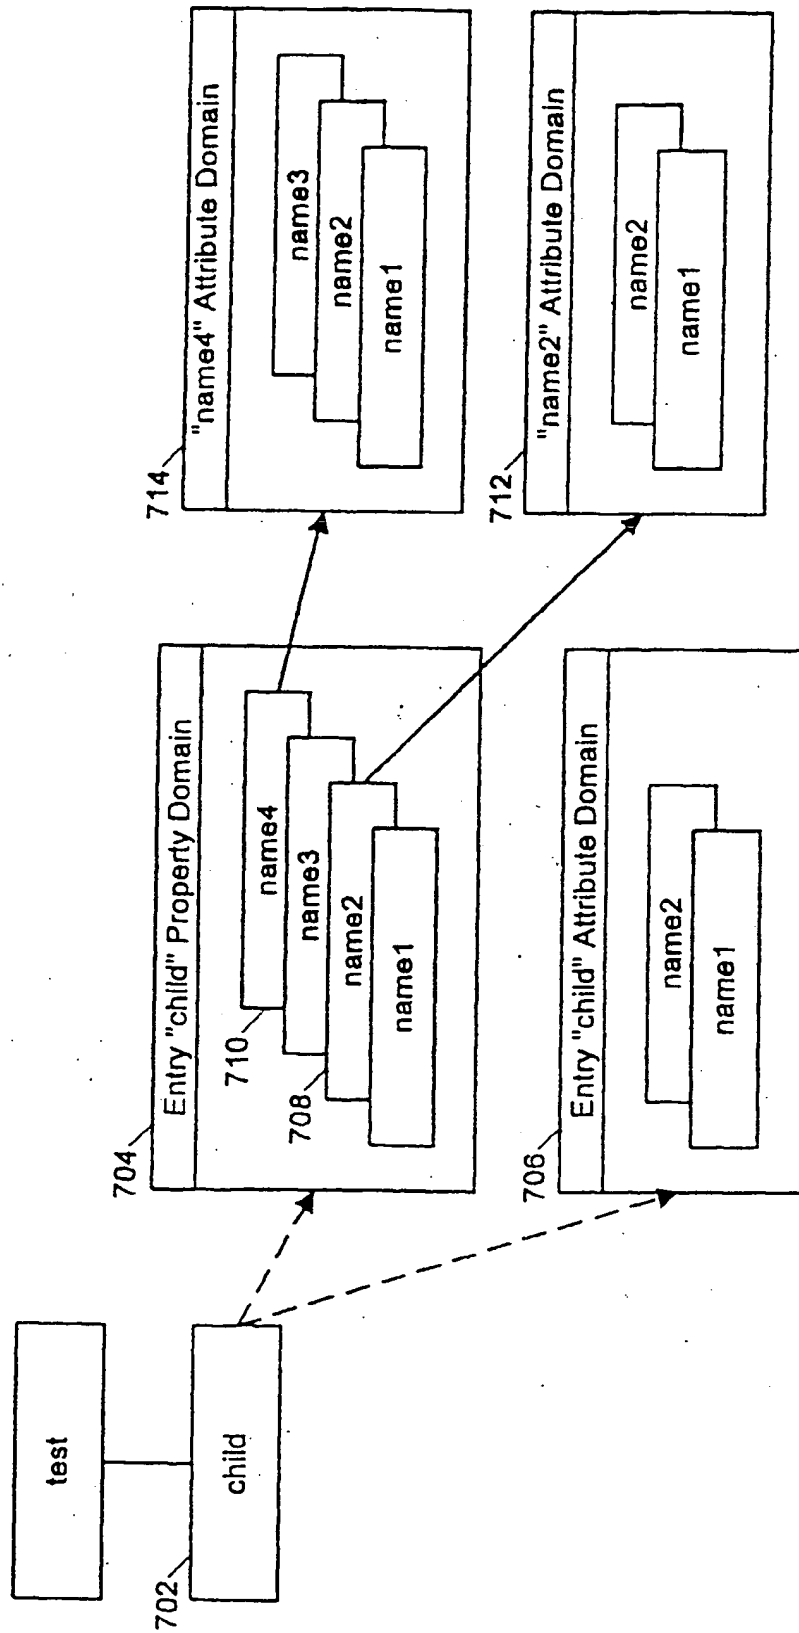 test
702
child
704
Entry "child" Property Domain
710
name4
name3
708
name2
name1
706
Entry "child" Attribute Domain
name2
name1
714
"name4" Attribute Domain
name3
name2
name1
712
"name2" Attribute Domain
name2
name1